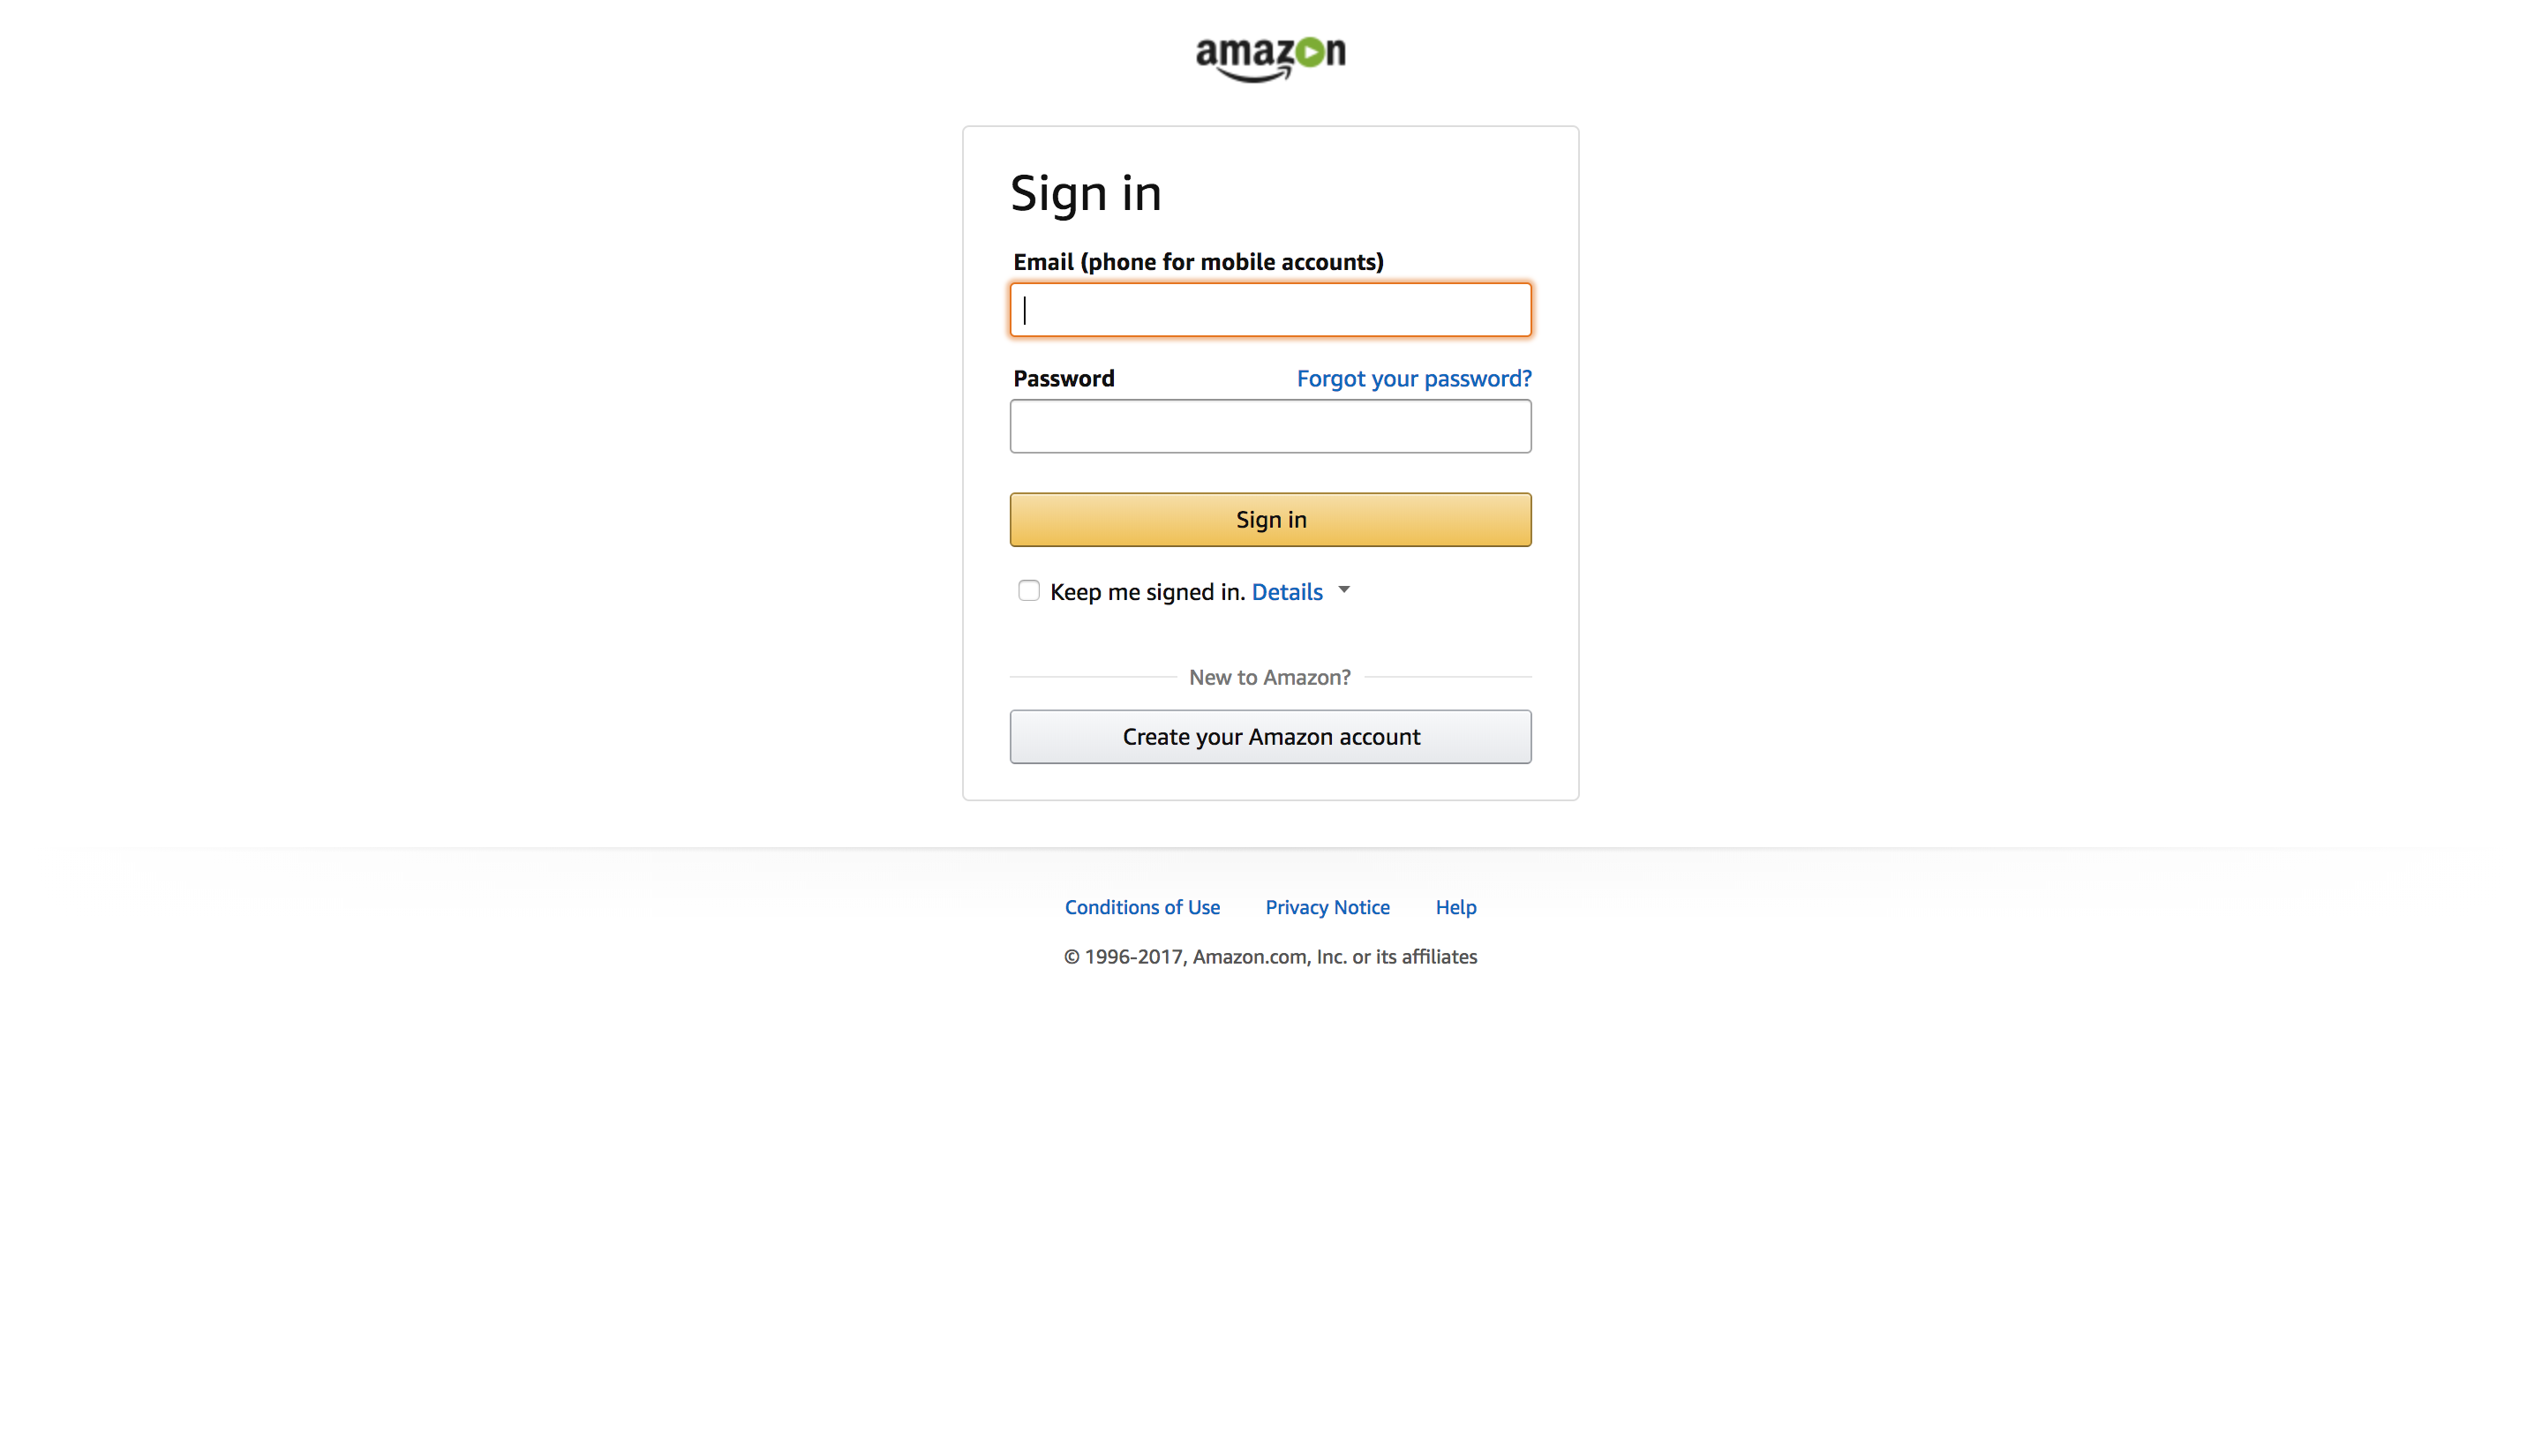 amazon
Sign in
Email (phone for mobile accounts)
Password Forgot your password?
Sign in
Keep me signed in. Details
New to Amazon?
Create your Amazon account
Conditions of Use Privacy Notice Help
© 1996-2017, Amazon.com, Inc. or its affiliates